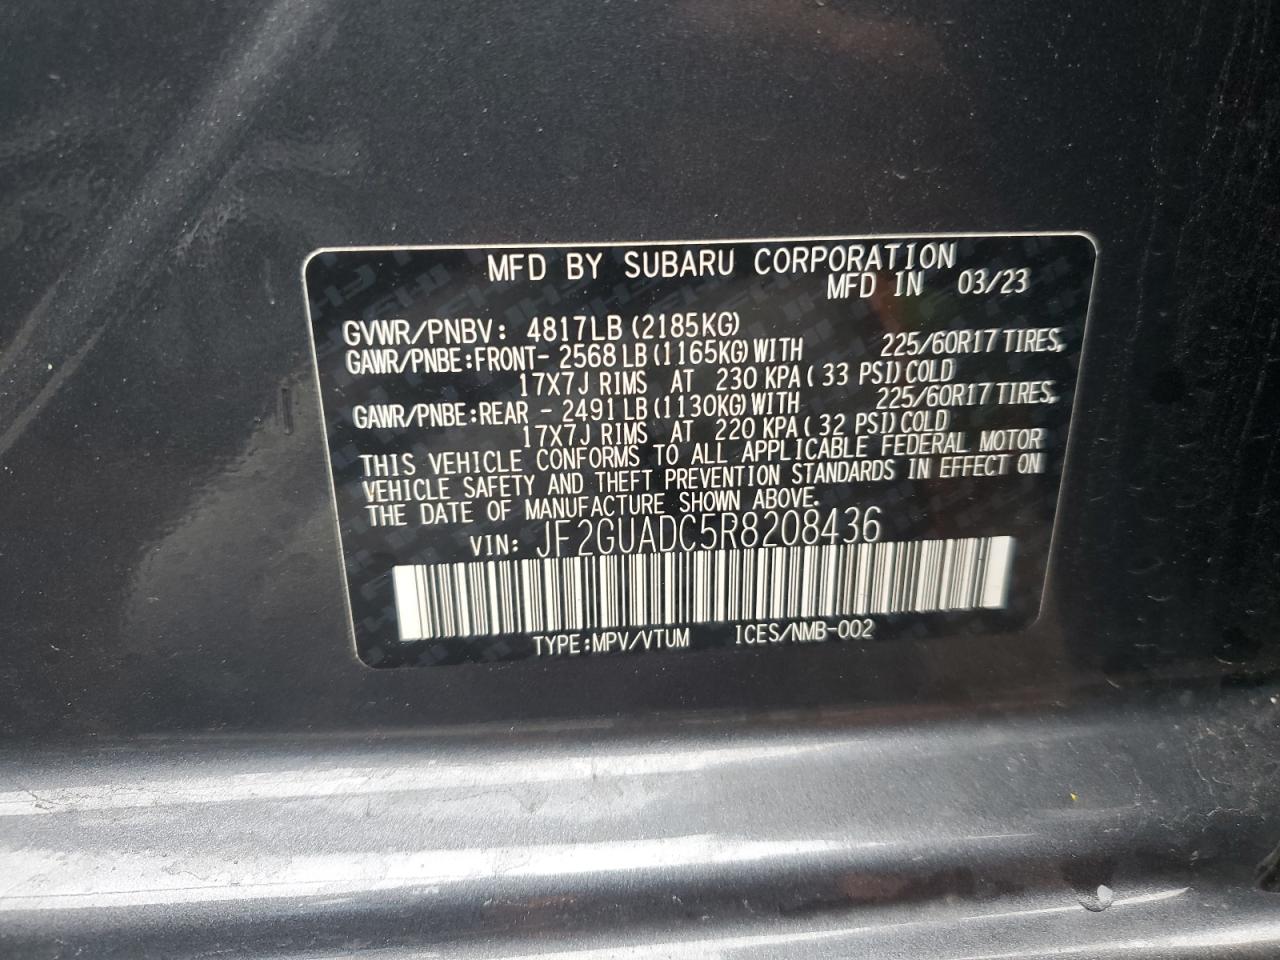 MFD BY SUBARU CORPORATION
MFD IN 03/23
GVWR/PNBV: 4817LB (2185KG)
GAWR/PNBE:FRONT- 2568 LB (1165KG) WITH 225/60R17 TIRES,
17X7J RIMS AT 230 KPA ( 33 PSI) COLD
GAWR/PNBE:REAR - 2491 LB (1130KG) WITH 225/60R17 TIRES,
17X7J RIMS AT 220 KPA ( 32 PSI) COLD
THIS VEHICLE CONFORMS TO ALL APPLICABLE FEDERAL MOTOR
VEHICLE SAFETY AND THEFT PREVENTION STANDARDS IN EFFECT ON
THE DATE OF MANUFACTURE SHOWN ABOVE.
VIN: JF2GUADC5R8208436
TYPE:MPV/VTUM ICES/NMB-002